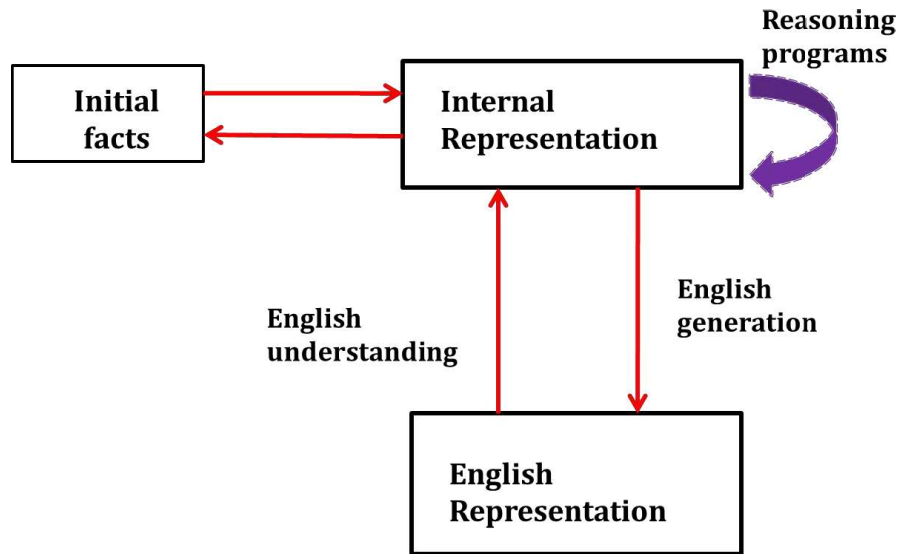 Reasoning
programs
Initial
facts
Internal
Representation
English
understanding
English
generation
English
Representation